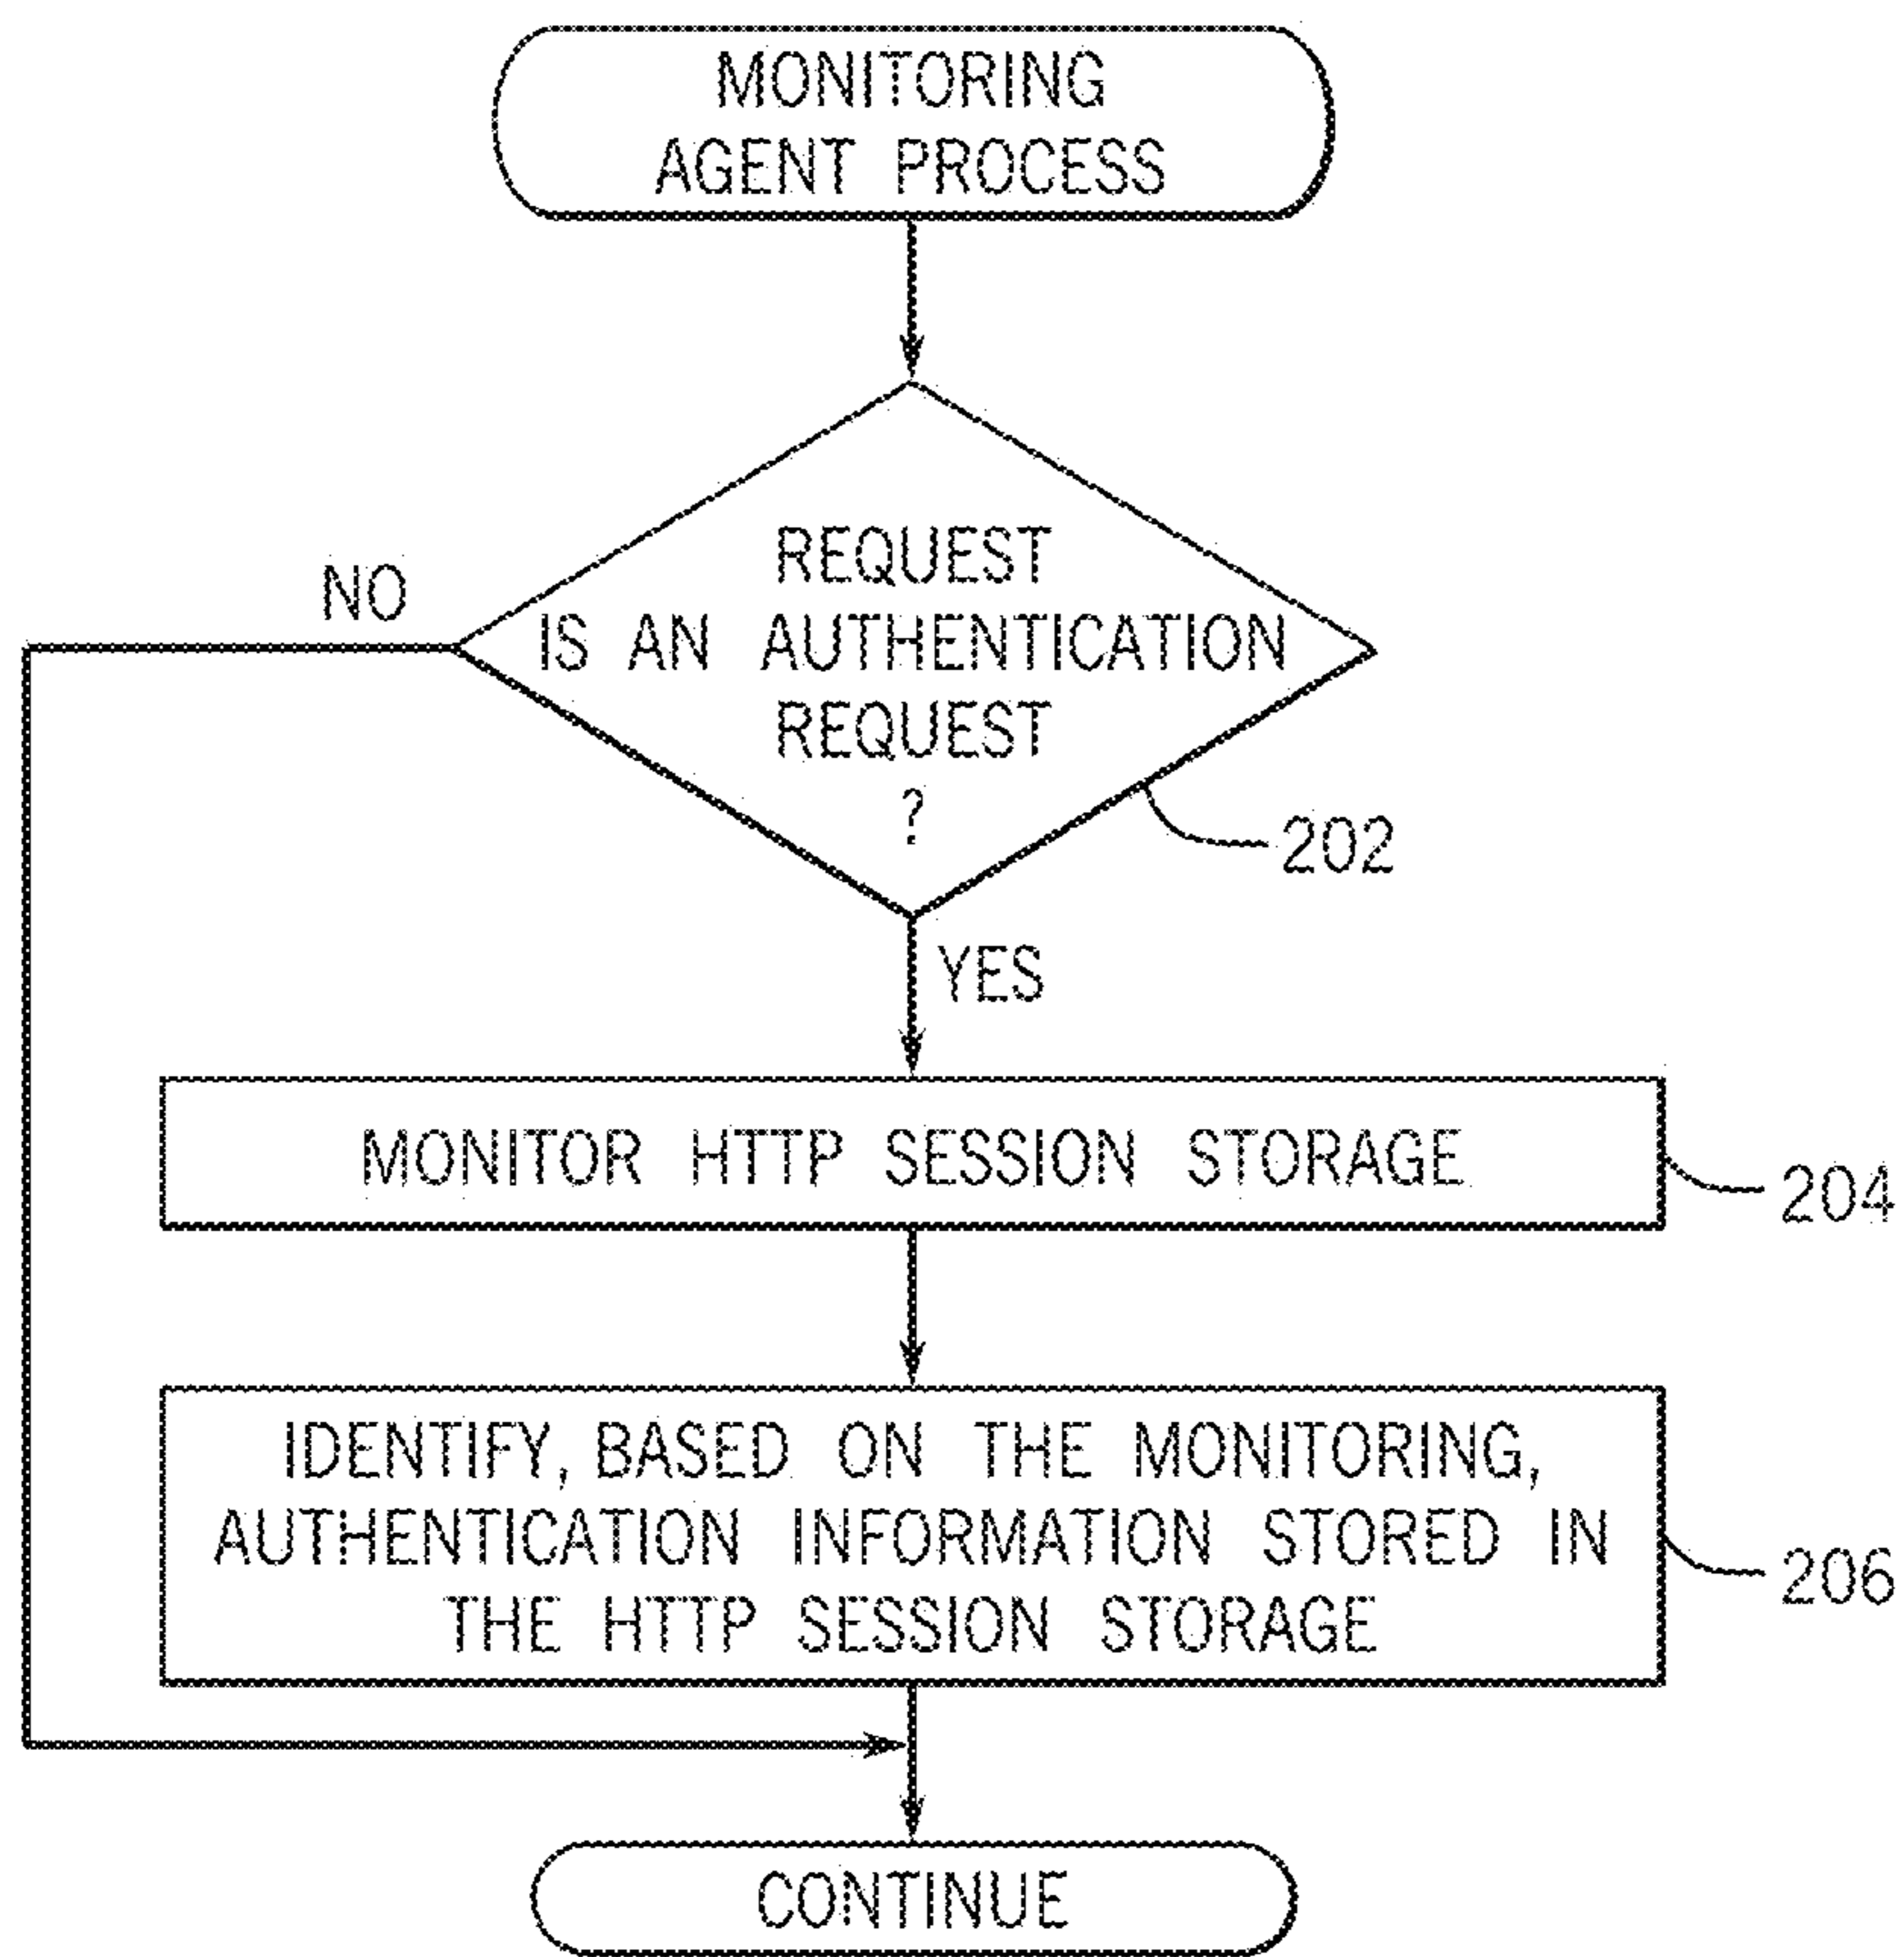 MONITORING
AGENT PROCESS
REQUEST
IS AN AUTHENTICATION
REQUEST
?
NO
202
YES
MONITOR HTTP SESSION STORAGE
204
IDENTIFY, BASED ON THE MONITORING,
AUTHENTICATION INFORMATION STORED IN
THE HTTP SESSION STORAGE
206
CONTINUE